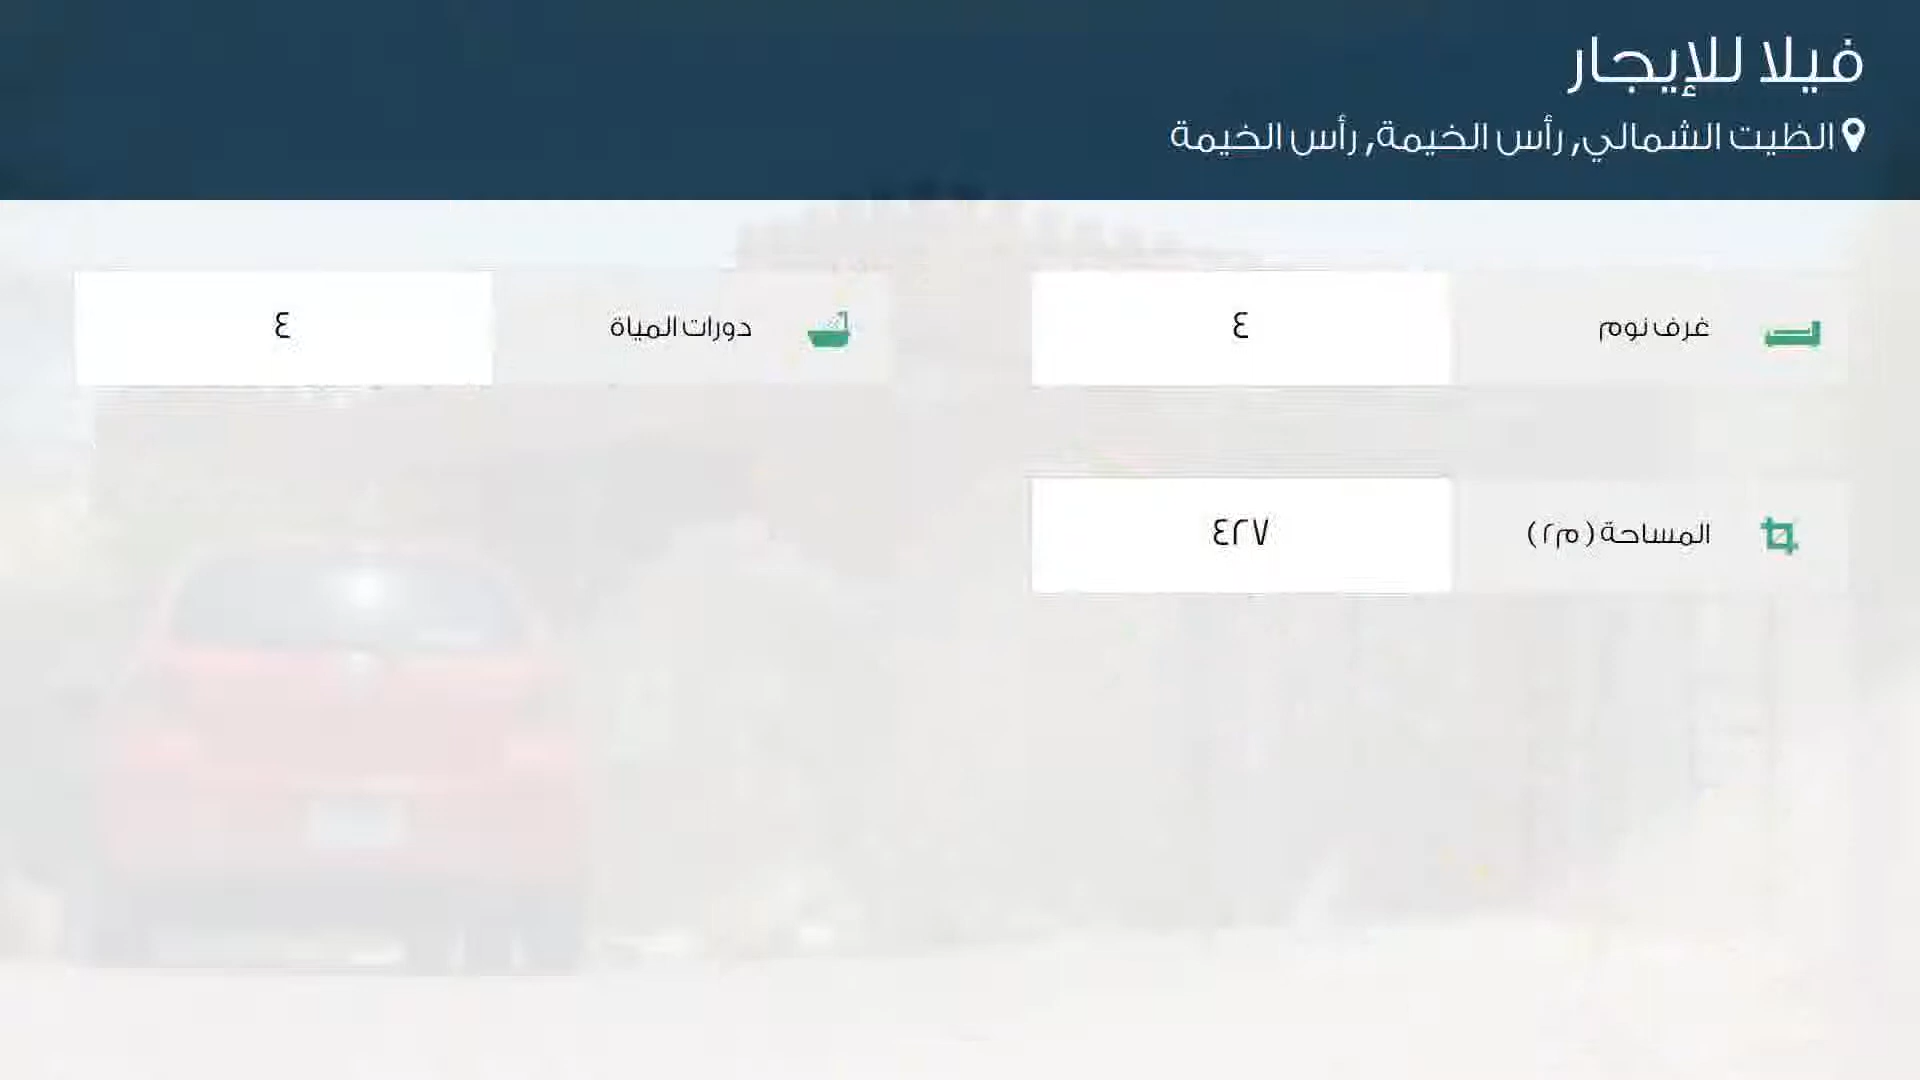 فيلا للإيجار
الظيت الشمالي, رأس الخيمة, رأس الخيمة
غرف نوم
٤
دورات المياة
٤
المساحة (م٢)
٤٢٧